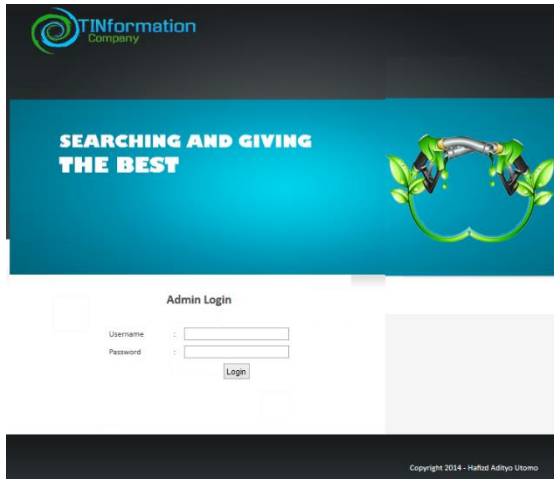 TINformation
Company
SEARCHING AND GIVING
THE BEST
Admin Login
Username :
Password :
Login
Copyright 2014 - Hafizd Adityo Utomo